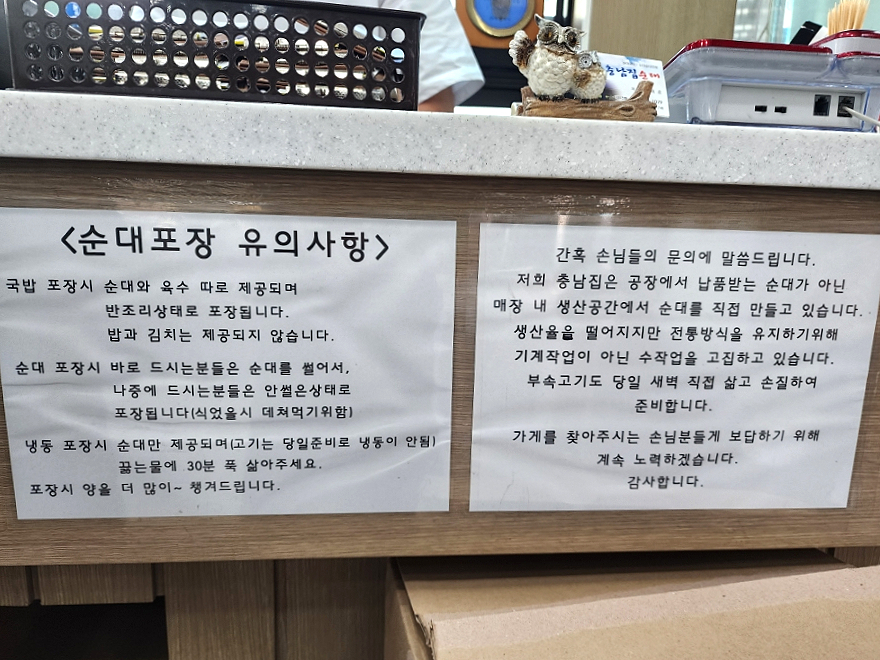 충남집순대
<순대포장 유의사항>
국밥 포장시 순대와 육수 따로 제공되며
반조리상태로 포장됩니다.
밥과 김치는 제공되지 않습니다.
순대 포장시 바로 드시는분들은 순대를 썰어서,
나중에 드시는분들은 안썰은상태로
포장됩니다(식었을시 데쳐먹기위함)
냉동 포장시 순대만 제공되며(고기는 당일준비로 냉동이 안됨)
끓는물에 30분 푹 삶아주세요.
포장시 양을 더 많이~ 챙겨드립니다.
간혹 손님들의 문의에 말씀드립니다.
저희 충남집은 공장에서 납품받는 순대가 아닌
매장 내 생산공간에서 순대를 직접 만들고 있습니다.
생산율을 떨어지지만 전통방식을 유지하기위해
기계작업이 아닌 수작업을 고집하고 있습니다.
부속고기도 당일 새벽 직접 삶고 손질하여
준비합니다.
가게를 찾아주시는 손님분들게 보답하기 위해
계속 노력하겠습니다.
감사합니다.